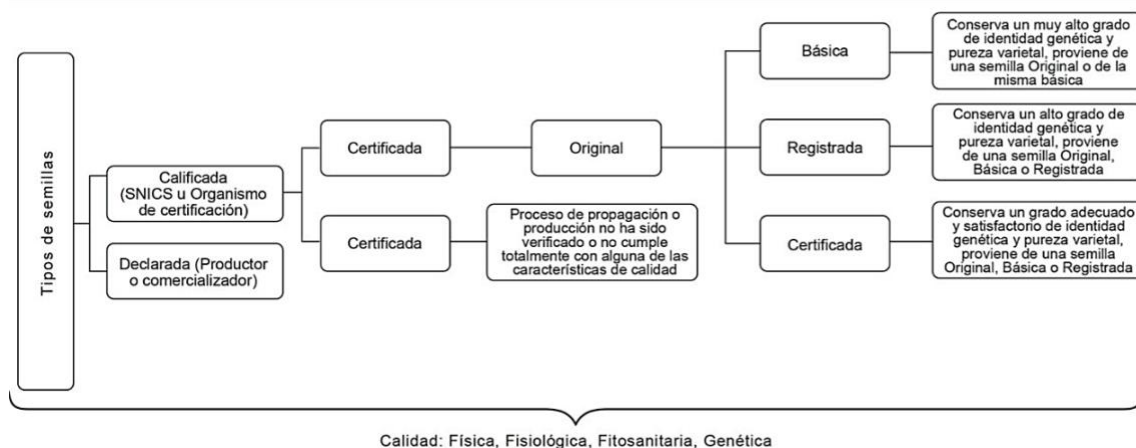 Tipos de semillas
Calificada
(SNICS u Organismo
de certificación)
Declarada (Productor
o comercializador)
Certificada
Certificada
Original
Proceso de propagación o
producción no ha sido
verificado o no cumple
totalmente con alguna de las
características de calidad
Básica
Conserva un muy alto grado
de identidad genética y
pureza varietal, proviene de
una semilla Original o de la
misma básica
Registrada
Conserva un alto grado de
identidad genética y
pureza varietal, proviene
de una semilla Original,
Básica o Registrada
Certificada
Conserva un grado adecuado
y satisfactorio de identidad
genética y pureza varietal,
proviene de una semilla
Original, Básica o Registrada
Calidad: Física, Fisiológica, Fitosanitaria, Genética